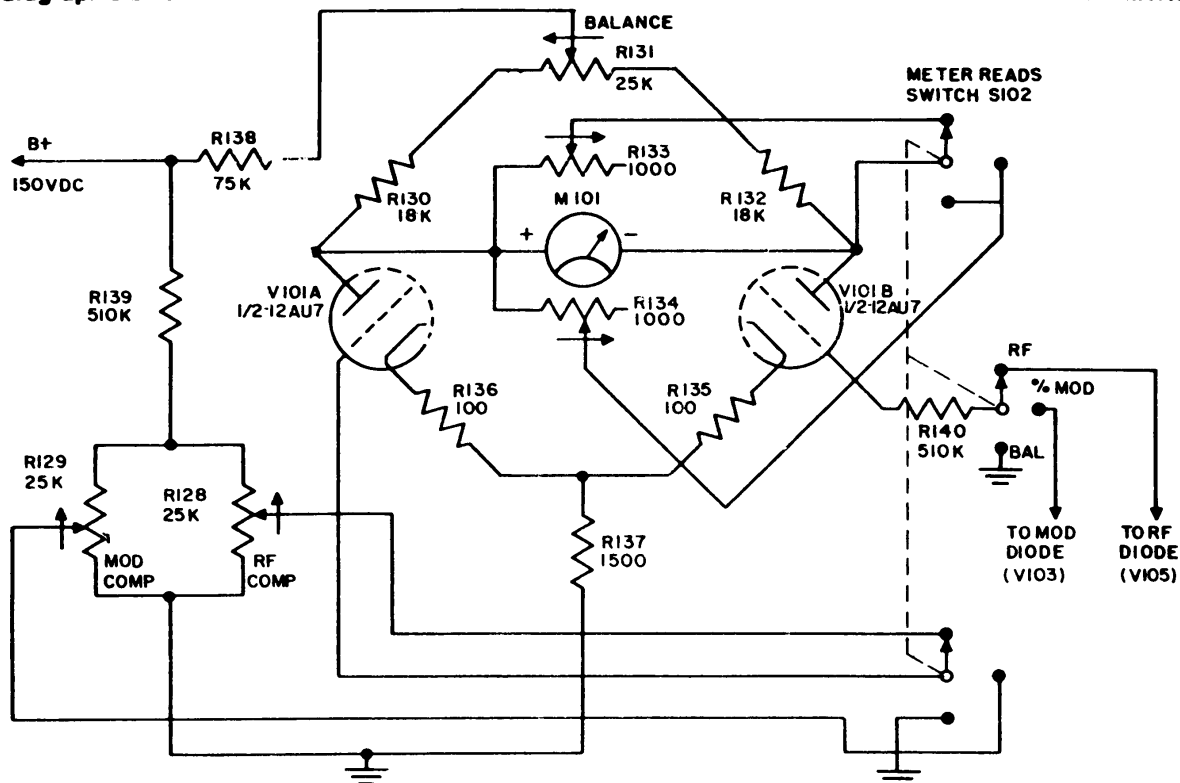 BALANCE
R131
25K
METER READS
SWITCH S102
B+
150VDC
R138
75K
R133
1000
R130
18K
M101
R132
18K
+
-
R139
510K
V101A
1/2-12AU7
R134
1000
V101B
1/2-12AU7
RF
% MOD
R136
100
R135
100
R140
510K
BAL
R129
25K
R128
25K
MOD
COMP
RF
COMP
R137
1500
TO MOD
DIODE
(V103)
TO RF
DIODE
(V105)